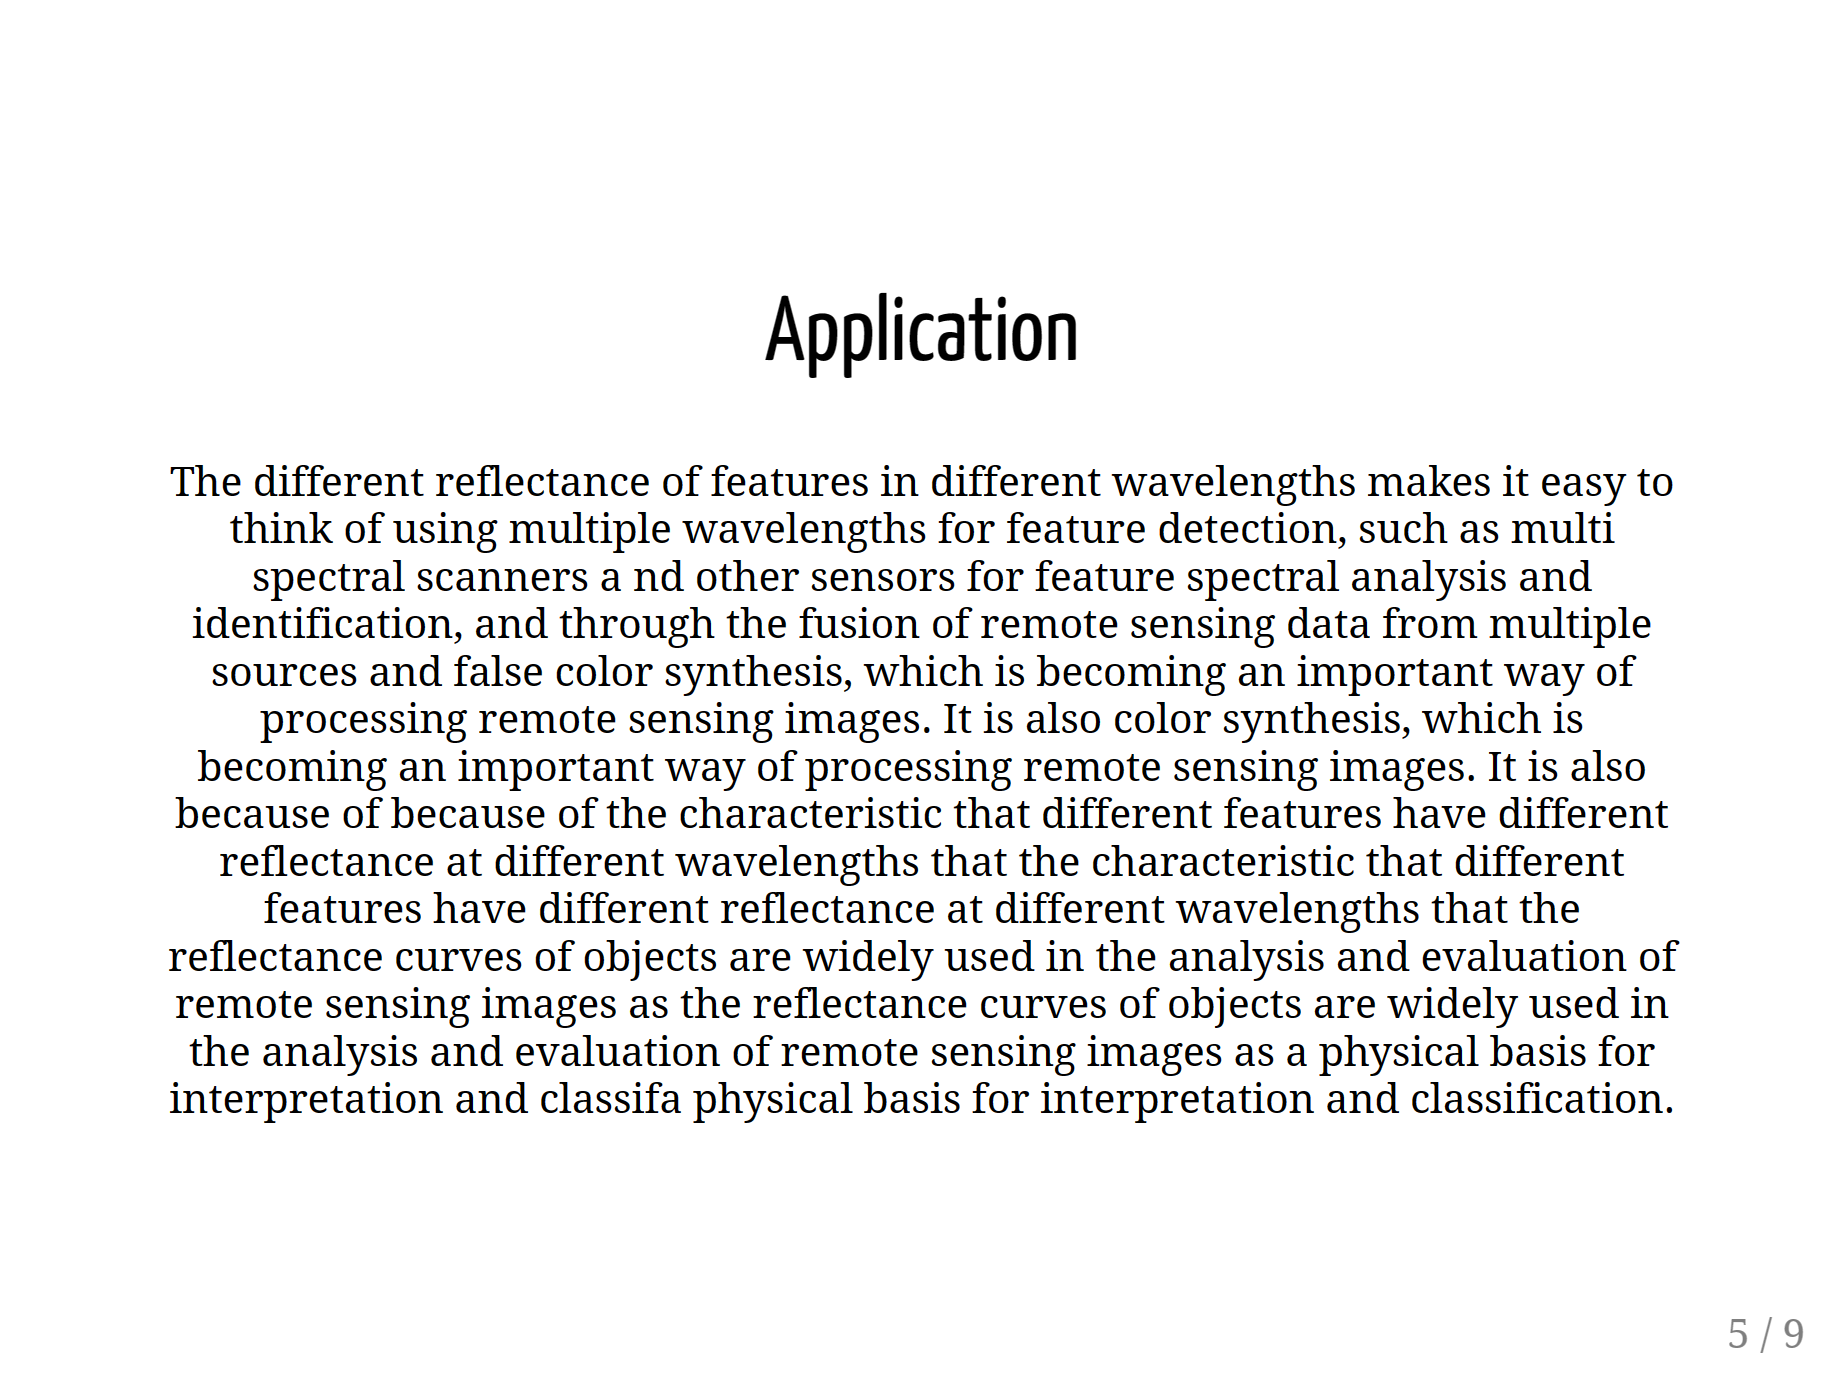 Application
The different reflectance of features in different wavelengths makes it easy to
think of using multiple wavelengths for feature detection, such as multi
spectral scanners a nd other sensors for feature spectral analysis and
identification, and through the fusion of remote sensing data from multiple
sources and false color synthesis, which is becoming an important way of
processing remote sensing images. It is also color synthesis, which is
becoming an important way of processing remote sensing images. It is also
because of because of the characteristic that different features have different
reflectance at different wavelengths that the characteristic that different
features have different reflectance at different wavelengths that the
reflectance curves of objects are widely used in the analysis and evaluation of
remote sensing images as the reflectance curves of objects are widely used in
the analysis and evaluation of remote sensing images as a physical basis for
interpretation and classifa physical basis for interpretation and classification.
5 / 9